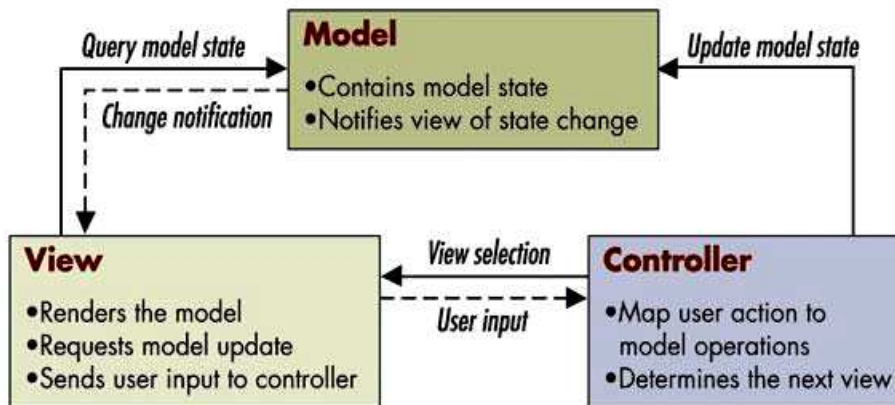 Model
Query model state
Update model state
•Contains model state
Change notification
•Notifies view of state change
View
View selection
Controller
•Renders the model
•Requests model update
•Sends user input to controller
User input
•Map user action to
model operations
•Determines the next view